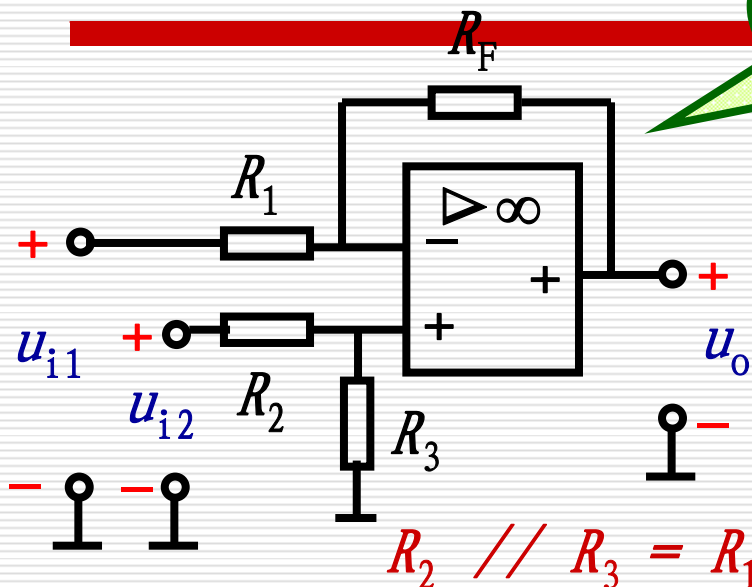 R_F
R_1
▷∞
+
−
+
+
+
u_i1
+
+
u_o
u_i2
R_2
R_3
−
−
−
R_2 // R_3 = R_1